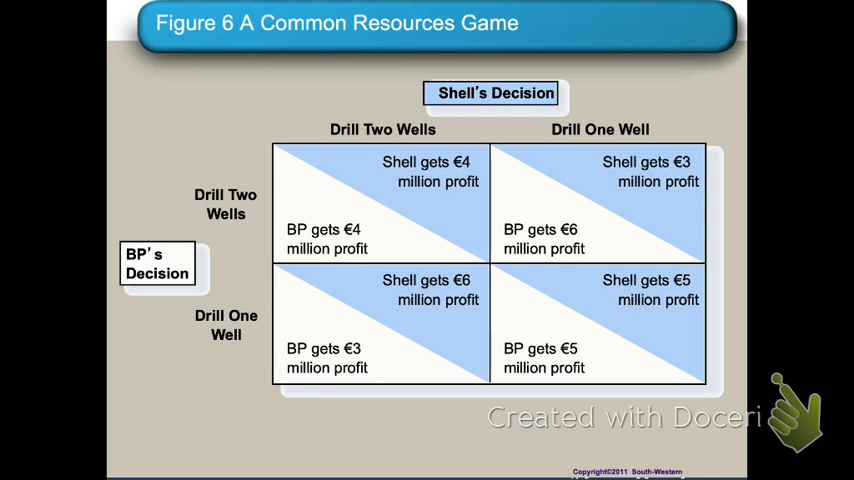 Figure 6 A Common Resources Game
Shell's Decision
Drill Two Wells
Drill One Well
Shell gets €4
million profit
Shell gets €3
million profit
Drill Two
Wells
BP gets €4
million profit
BP gets €6
million profit
BP's
Decision
Shell gets €6
million profit
Shell gets €5
million profit
Drill One
Well
BP gets €3
million profit
BP gets €5
million profit
Created with Doceri
Copyright©2011 South-Western